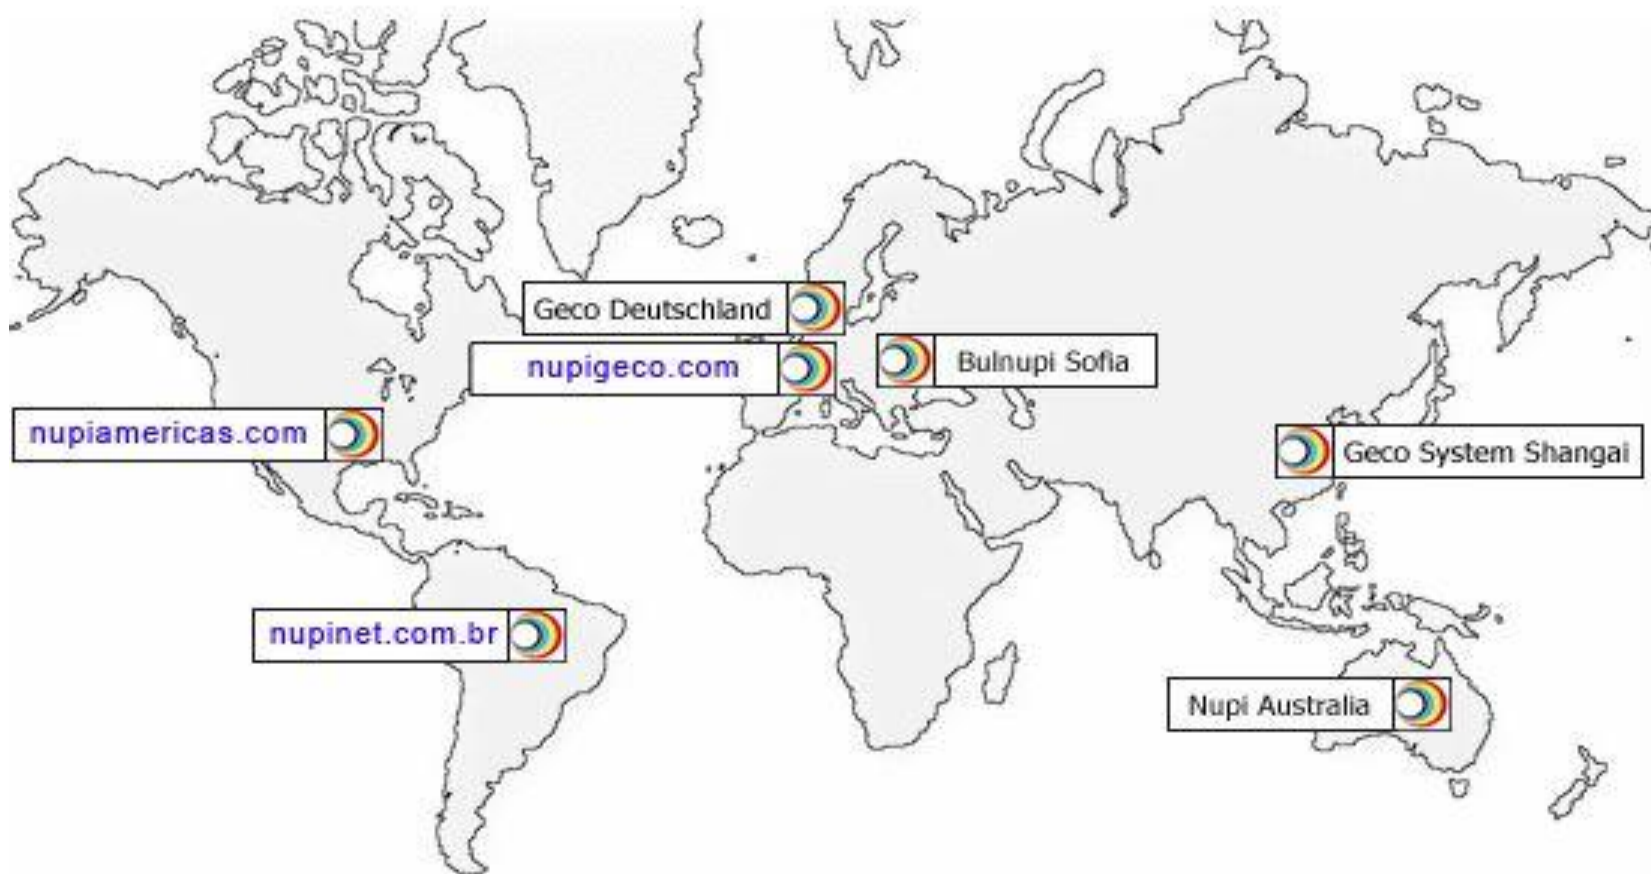 Geco Deutschland
nupigeco.com
Bulnupi Sofia
nupiamericas.com
Geco System Shangai
nupinet.com.br
Nupi Australia